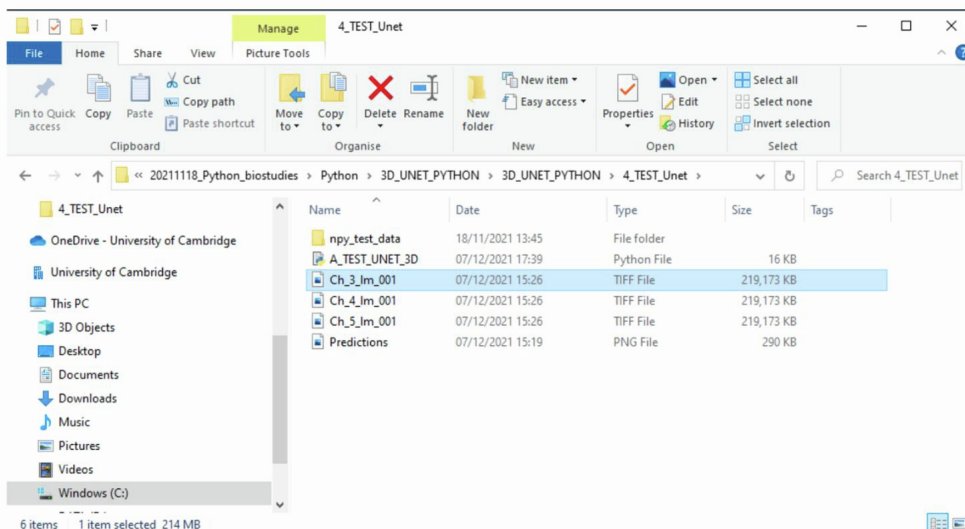 Manage 4_TEST_Unet
File Home Share View Picture Tools
Pin to Quick access
Copy
Paste
Cut
Copy path
Paste shortcut
Clipboard
Move to
Copy to
Delete
Rename
Organise
New folder
New item
Easy access
New
Properties
Open
Edit
History
Open
Select all
Select none
Invert selection
Select
« 20211118_Python_biostudies > Python > 3D_UNET_PYTHON > 3D_UNET_PYTHON > 4_TEST_Unet >
Search 4_TEST_Unet
4_TEST_Unet
OneDrive - University of Cambridge
University of Cambridge
This PC
3D Objects
Desktop
Documents
Downloads
Music
Pictures
Videos
Windows (C:)
Name Date Type Size Tags
npy_test_data 18/11/2021 13:45 File folder
A_TEST_UNET_3D 07/12/2021 17:39 Python File 16 KB
Ch_3_Im_001 07/12/2021 15:26 TIFF File 219,173 KB
Ch_4_Im_001 07/12/2021 15:26 TIFF File 219,173 KB
Ch_5_Im_001 07/12/2021 15:26 TIFF File 219,173 KB
Predictions 07/12/2021 15:19 PNG File 290 KB
6 items 1 item selected 214 MB